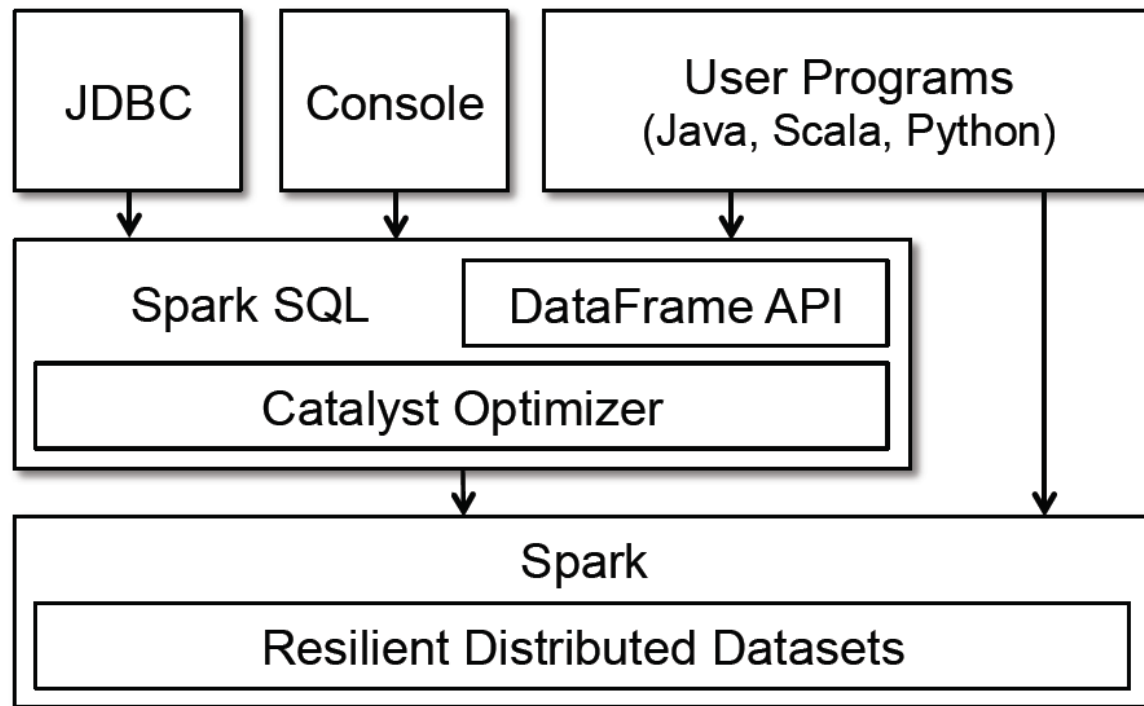 JDBC
Console
User Programs
(Java, Scala, Python)
Spark SQL
DataFrame API
Catalyst Optimizer
Spark
Resilient Distributed Datasets